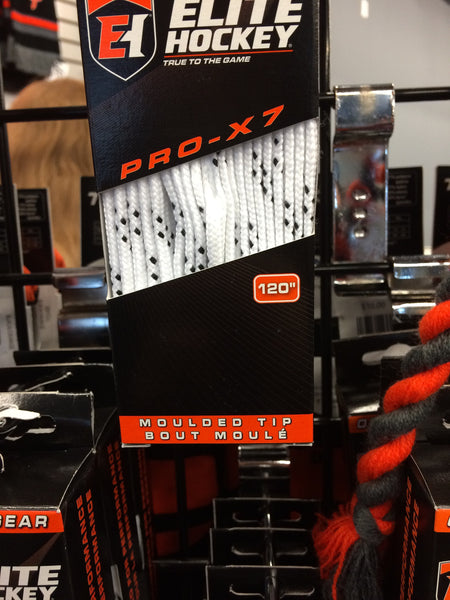 EH
ELITE
HOCKEY
TRUE TO THE GAME
PRO-X7
120"
MOULDED TIP
BOUT MOULÉ
GEAR
ELITE
HOCKEY